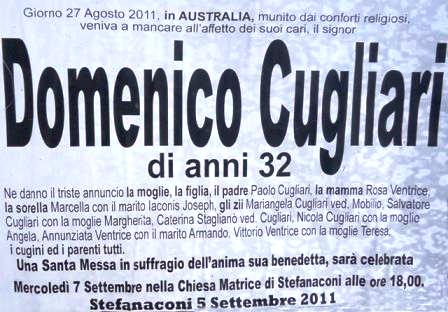 Giorno 27 Agosto 2011, in AUSTRALIA, munito dai conforti religiosi,
veniva a mancare all'affetto dei suoi cari, il signor
Domenico Cugliari
di anni 32
Ne danno il triste annuncio la moglie, la figlia, il padre Paolo Cugliari, la mamma Rosa Ventrice,
la sorella Marcella con il marito Iaconis Joseph, gli zii Mariangela Cugliari ved. Mobilio, Salvatore
Cugliari con la moglie Margherita, Caterina Staglianò ved. Cugliari, Nicola Cugliari con la moglie
Angela, Annunziata Ventrice con il marito Armando, Vittorio Ventrice con la moglie Teresa,
i cugini ed i parenti tutti.
Una Santa Messa in suffragio dell'anima sua benedetta, sarà celebrata
Mercoledì 7 Settembre nella Chiesa Matrice di Stefanaconi alle ore 18,00.
Stefanaconi 5 Settembre 2011